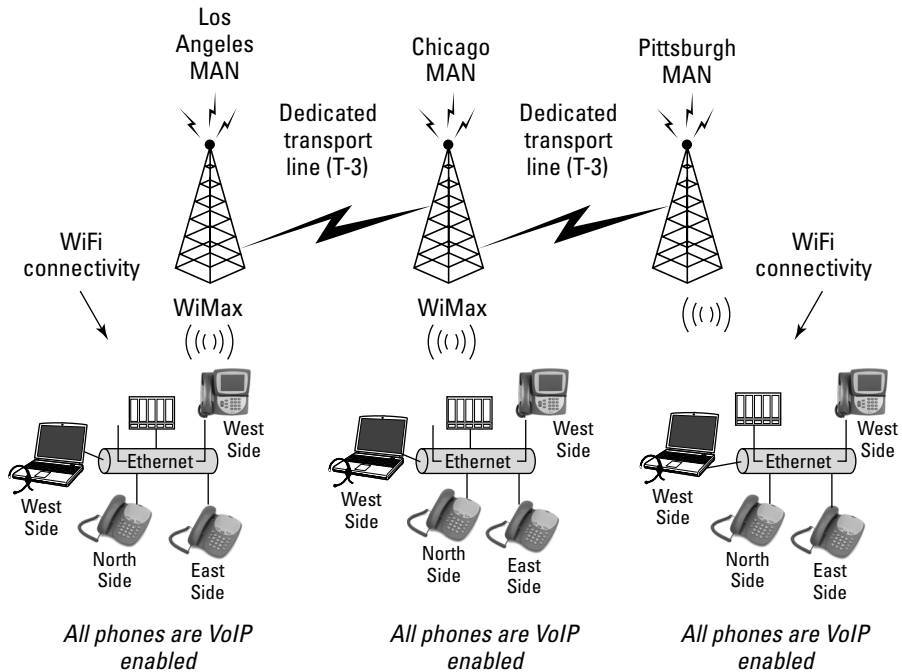 Los
Angeles
MAN
Chicago
MAN
Pittsburgh
MAN
Dedicated
transport
line (T-3)
Dedicated
transport
line (T-3)
WiFi
connectivity
WiFi
connectivity
WiMax
WiMax
West
Side
Ethernet
West
Side
North
Side
East
Side
West
Side
Ethernet
West
Side
North
Side
East
Side
West
Side
Ethernet
West
Side
North
Side
East
Side
All phones are VoIP
enabled
All phones are VoIP
enabled
All phones are VoIP
enabled